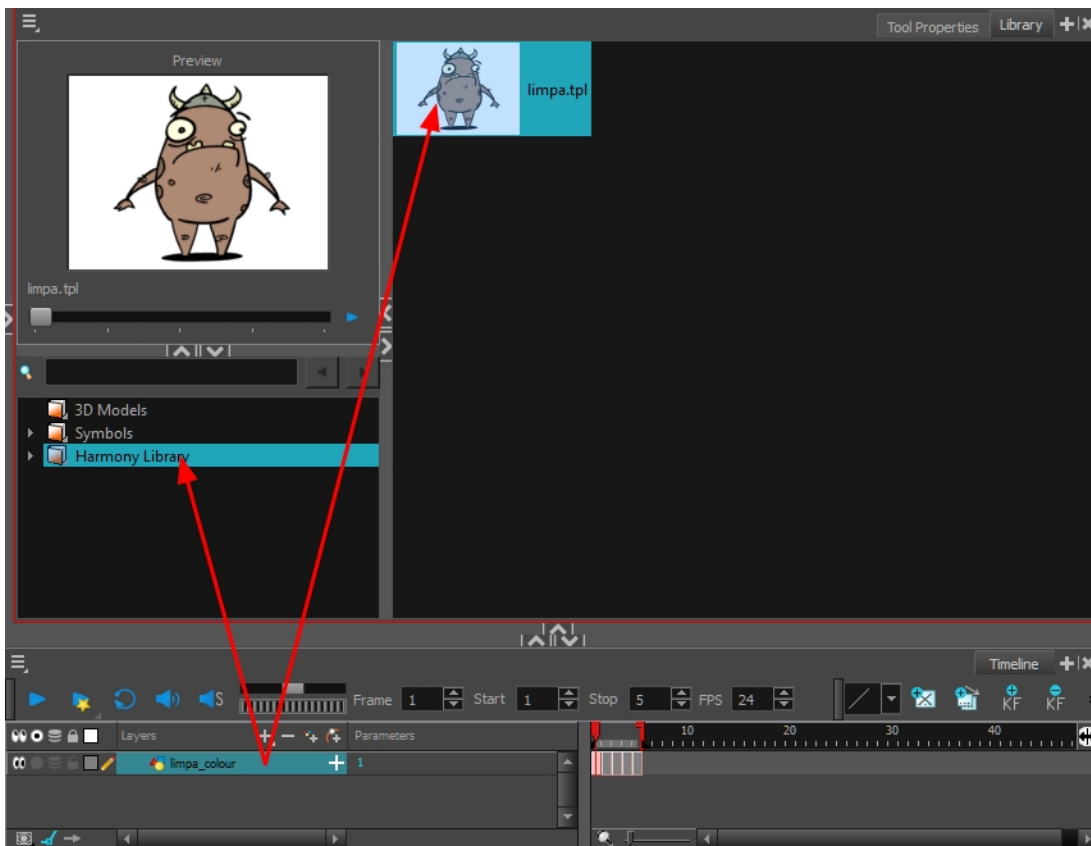 Tool Properties Library
Preview
limpa.tpl
limpa.tpl
3D Models
Symbols
Harmony Library
Timeline
S Frame 1 Start 1 Stop 5 FPS 24 KF KF
Layers Parameters 10 20 30 40
limpa_colour 1